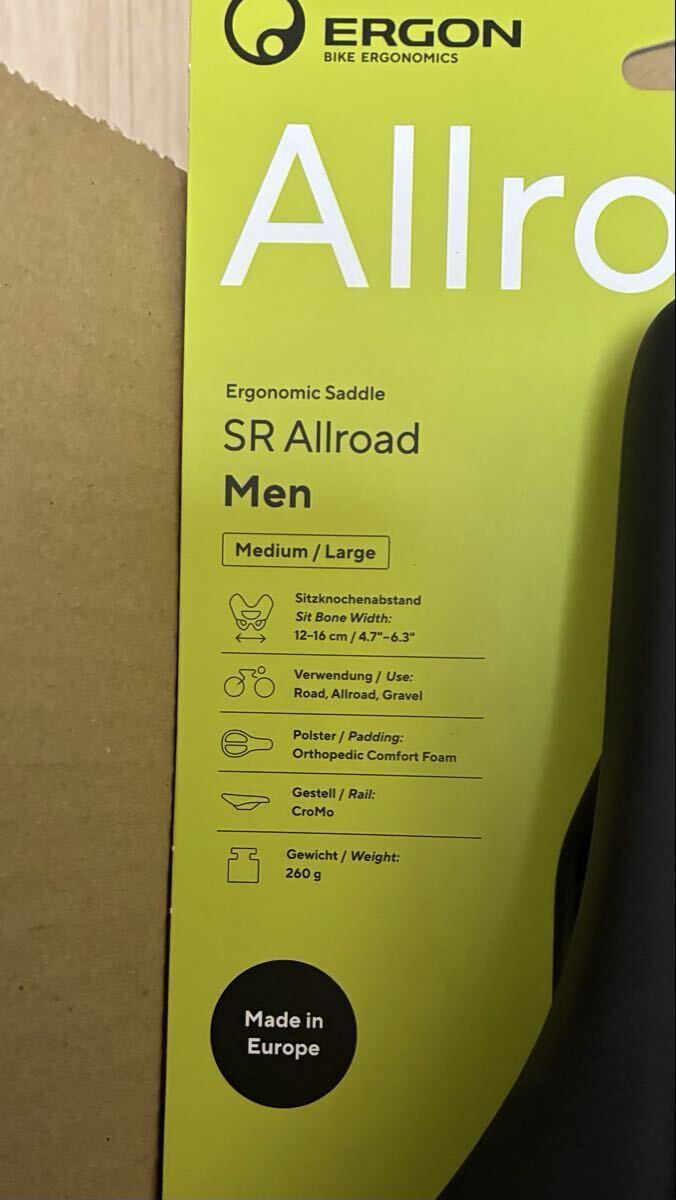 ERGON
BIKE ERGONOMICS
Allro
Ergonomic Saddle
SR Allroad
Men
Medium / Large
Sitzknochenabstand
Sit Bone Width:
12–16 cm / 4.7"–6.3"
Verwendung / Use:
Road, Allroad, Gravel
Polster / Padding:
Orthopedic Comfort Foam
Gestell / Rail:
CroMo
Gewicht / Weight:
260 g
Made in
Europe